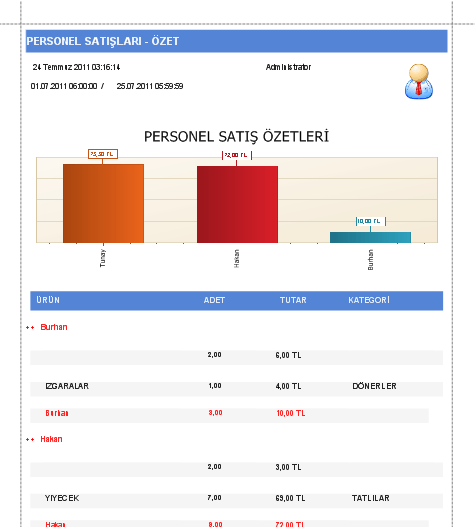 PERSONEL SATIŞLARI - ÖZET
24 Temmuz 2011 03:16:14 Administrator
01.07.2011 06:00:00 / 25.07.2011 05:59:59
PERSONEL SATIŞ ÖZETLERİ
75,50 TL 72,00 TL 10,00 TL
Tunay Hakan Burhan
ÜRÜN ADET TUTAR KATEGORİ
Burhan
2,00 6,00 TL
IZGARALAR 1,00 4,00 TL DÖNERLER
Burhan 3,00 10,00 TL
Hakan
2,00 3,00 TL
YİYECEK 7,00 69,00 TL TATLILAR
Hakan 9,00 72,00 TL